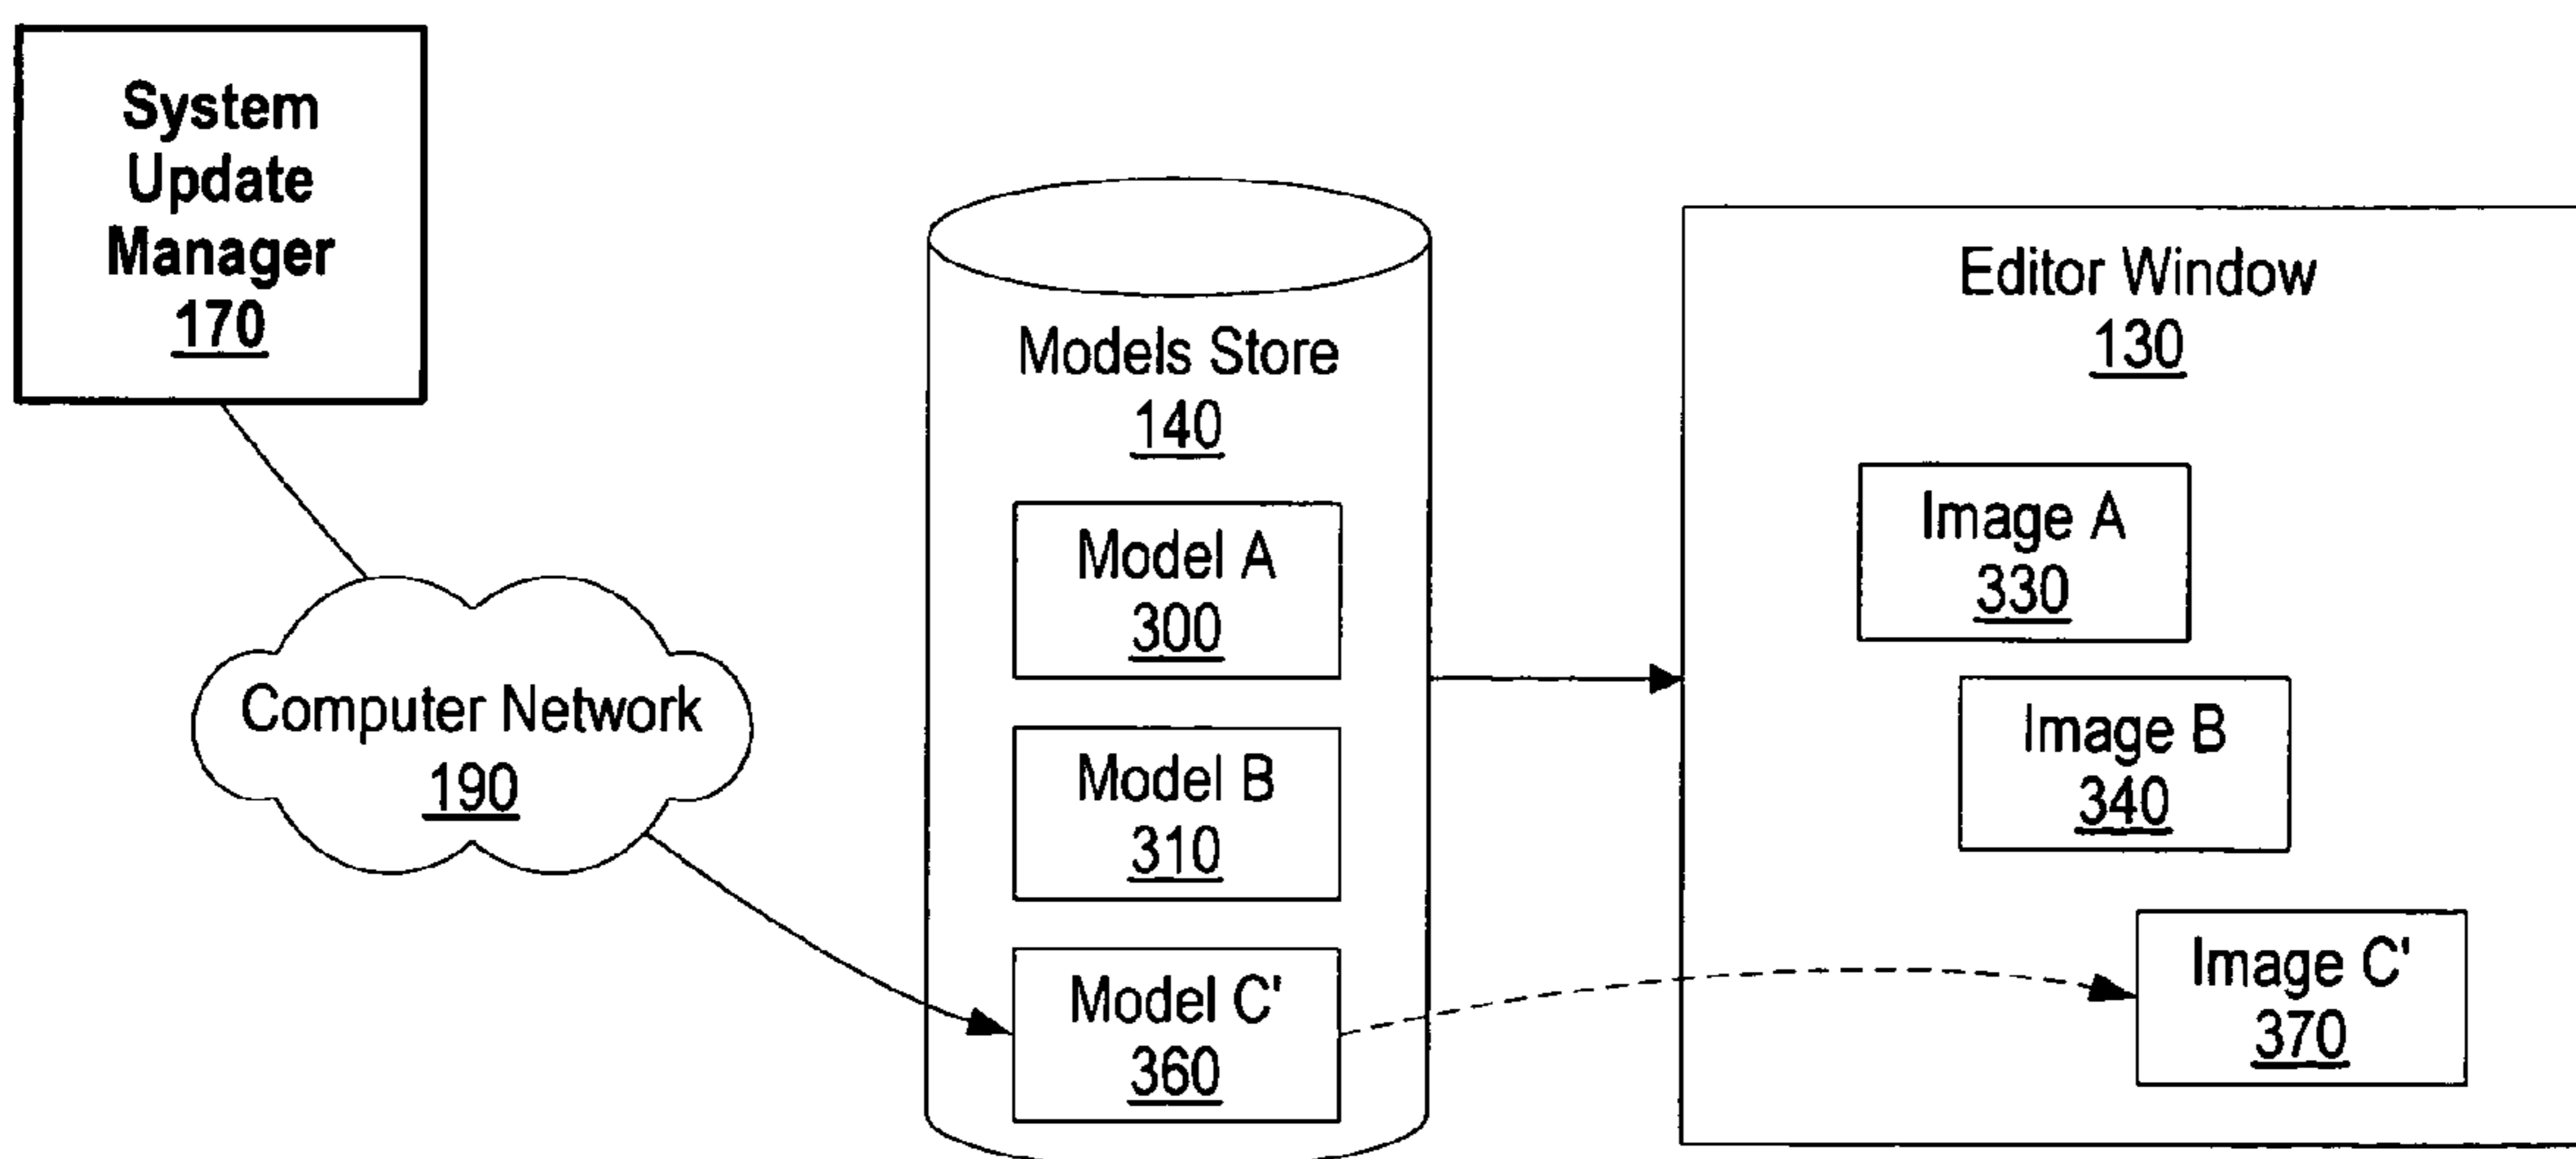 System
Update
Manager
170
Computer Network
190
Models Store
140
Model A
300
Model B
310
Model C'
360
Editor Window
130
Image A
330
Image B
340
Image C'
370